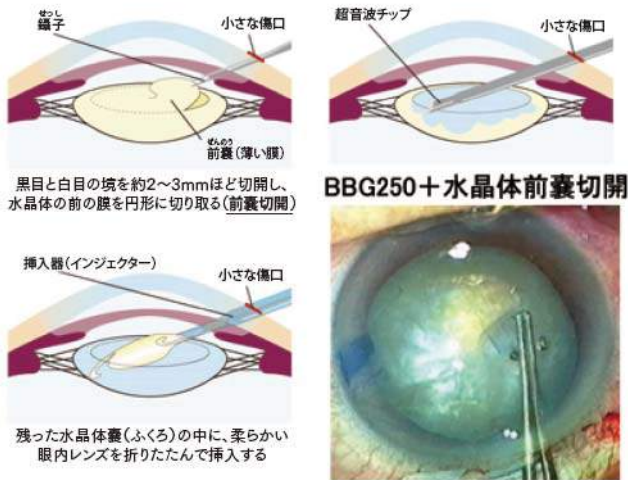 せっし
鑷子
小さな傷口
ぜんのう
前嚢(薄い膜)
黒目と白目の境を約2〜3mmほど切開し、
水晶体の前の膜を円形に切り取る(前嚢切開)
超音波チップ
小さな傷口
BBG250+水晶体前嚢切開
挿入器(インジェクター)
小さな傷口
残った水晶体嚢(ふくろ)の中に、柔らかい
眼内レンズを折りたたんで挿入する